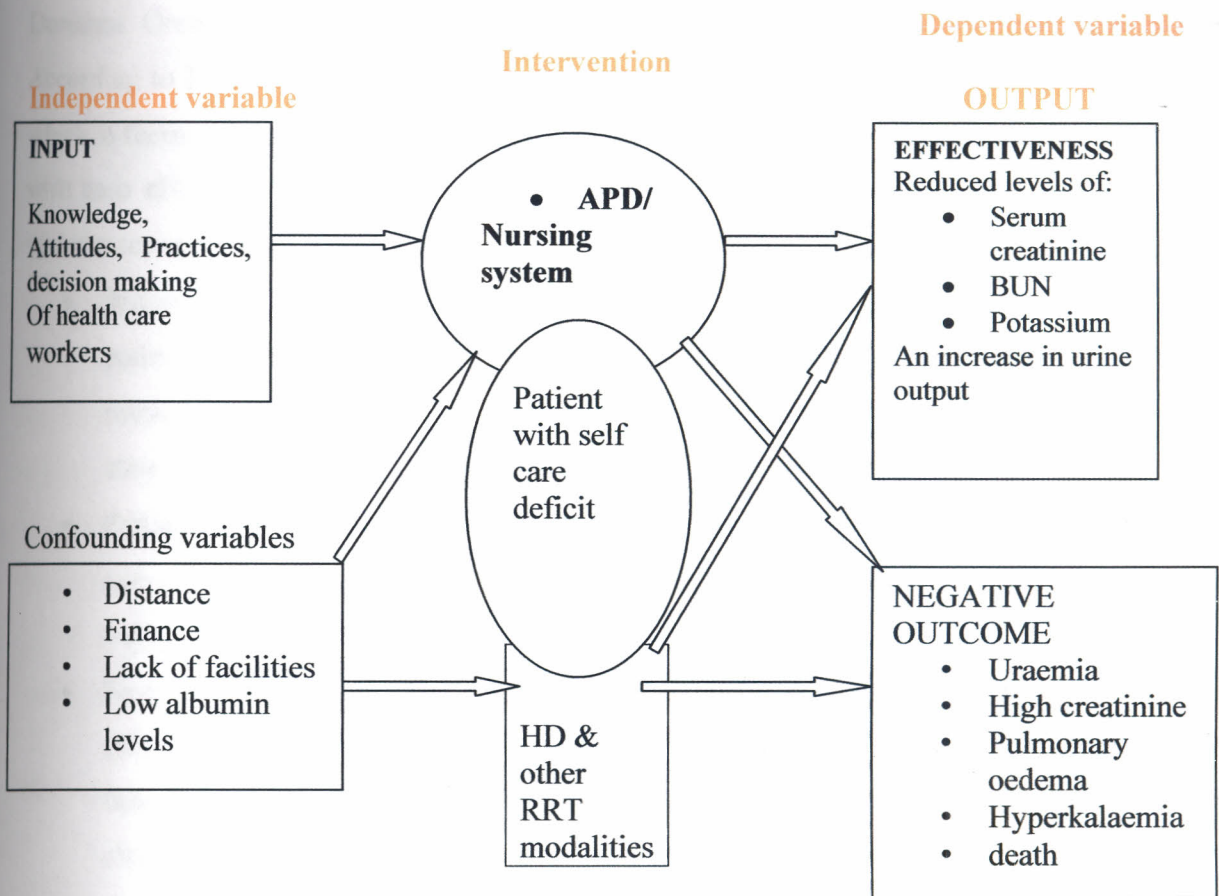 Dependent variable
Intervention
Independent variable
OUTPUT
INPUT
Knowledge,
Attitudes, Practices,
decision making
Of health care
workers
• APD/
Nursing
system
EFFECTIVENESS
Reduced levels of:
• Serum
creatinine
• BUN
• Potassium
An increase in urine
output
Patient
with self
care
deficit
Confounding variables
• Distance
• Finance
• Lack of facilities
• Low albumin
levels
HD &
other
RRT
modalities
NEGATIVE
OUTCOME
• Uraemia
• High creatinine
• Pulmonary
oedema
• Hyperkalaemia
• death